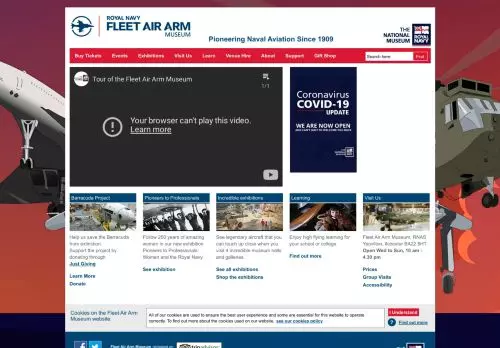 ROYAL NAVY
FLEET AIR ARM
MUSEUM
Pioneering Naval Aviation Since 1909
THE
NATIONAL
MUSEUM
ROYAL
NAVY
Buy Tickets Events Exhibitions Visit Us Learn Venue Hire About Support Gift Shop Search here Find
Tour of the Fleet Air Arm Museum
1/1
Your browser can't play this video.
Learn more
Coronavirus
COVID-19
UPDATE
WE ARE NOW OPEN
Barracuda Project
Help us save the Barracuda
from extinction.
Support the project by
donating through
Just Giving
Learn More
Donate
Pioneers to Professionals
Follow 250 years of amazing
women in our new exhibition
Pioneers to Professionals:
Women and the Royal Navy
See exhibition
Incredible exhibitions
See legendary aircraft that you
can touch up close when you
visit 4 incredible museum
halls and galleries.
See all exhibitions
Shop the exhibitions
Learning
Enjoy high flying learning for
your school or college
Find out more
Visit Us
Fleet Air Arm Museum, RNAS
Yeovilton, Ilchester BA22 8HT
Open Wed to Sun, 10 am -
4.30 pm
Prices
Group Visits
Accessibility
Cookies on the Fleet Air Arm
Museum website
All of our cookies are used to ensure the best user experience and some are essential for this website to operate
correctly. To find out more about the cookies used on our website, see our cookies policy
I Understand
? Find out more
Fleet Air Arm Museum
tripadvisor